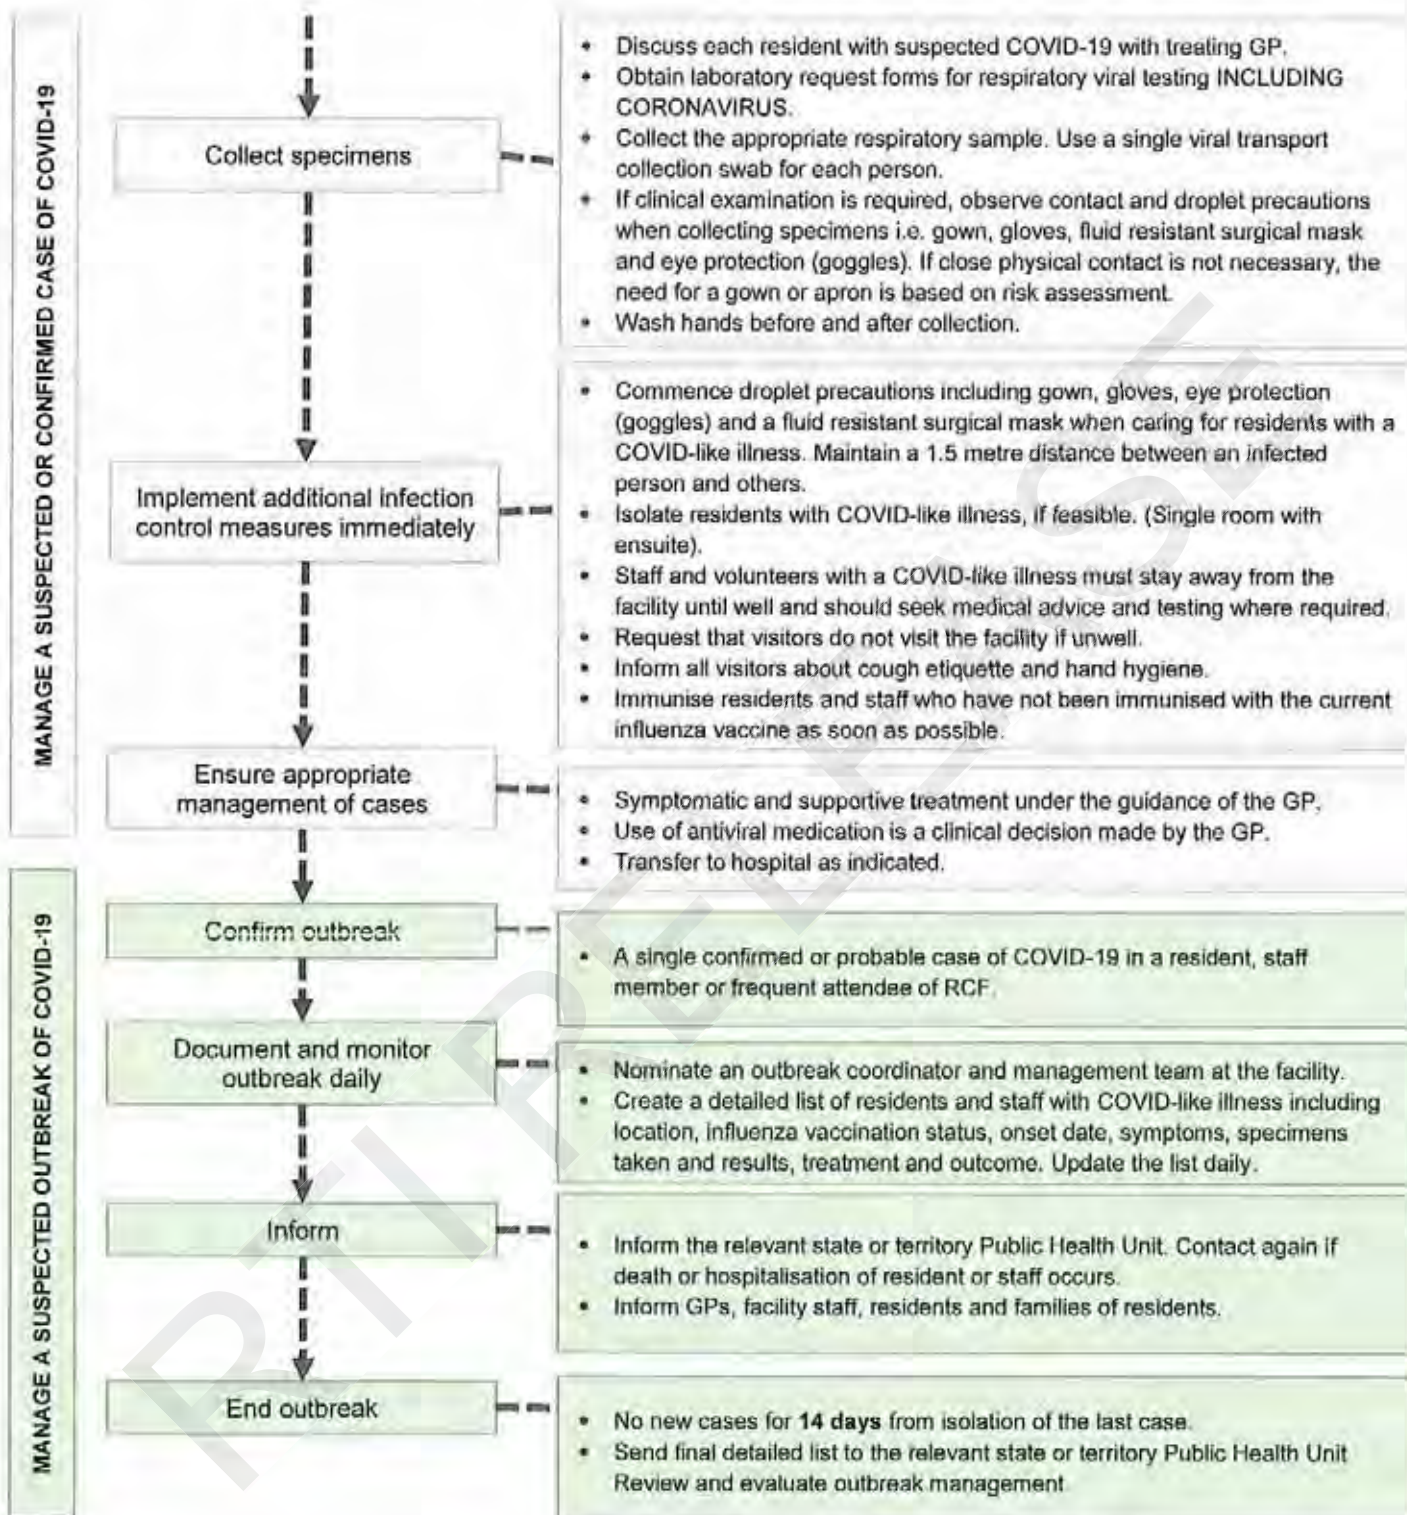 MANAGE A SUSPECTED OR CONFIRMED CASE OF COVID-19
Collect specimens
• Discuss each resident with suspected COVID-19 with treating GP.
• Obtain laboratory request forms for respiratory viral testing INCLUDING
CORONAVIRUS.
• Collect the appropriate respiratory sample. Use a single viral transport
collection swab for each person.
• If clinical examination is required, observe contact and droplet precautions
when collecting specimens i.e. gown, gloves, fluid resistant surgical mask
and eye protection (goggles). If close physical contact is not necessary, the
need for a gown or apron is based on risk assessment.
• Wash hands before and after collection.
Implement additional infection
control measures immediately
• Commence droplet precautions including gown, gloves, eye protection
(goggles) and a fluid resistant surgical mask when caring for residents with a
COVID-like illness. Maintain a 1.5 metre distance between an infected
person and others.
• Isolate residents with COVID-like illness, if feasible. (Single room with
ensuite).
• Staff and volunteers with a COVID-like illness must stay away from the
facility until well and should seek medical advice and testing where required.
• Request that visitors do not visit the facility if unwell.
• Inform all visitors about cough etiquette and hand hygiene.
• Immunise residents and staff who have not been immunised with the current
influenza vaccine as soon as possible.
Ensure appropriate
management of cases
• Symptomatic and supportive treatment under the guidance of the GP.
• Use of antiviral medication is a clinical decision made by the GP.
• Transfer to hospital as indicated.
MANAGE A SUSPECTED OUTBREAK OF COVID-19
Confirm outbreak
• A single confirmed or probable case of COVID-19 in a resident, staff
member or frequent attendee of RCF.
Document and monitor
outbreak daily
• Nominate an outbreak coordinator and management team at the facility.
• Create a detailed list of residents and staff with COVID-like illness including
location, influenza vaccination status, onset date, symptoms, specimens
taken and results, treatment and outcome. Update the list daily.
Inform
• Inform the relevant state or territory Public Health Unit. Contact again if
death or hospitalisation of resident or staff occurs.
• Inform GPs, facility staff, residents and families of residents.
End outbreak
• No new cases for 14 days from isolation of the last case.
• Send final detailed list to the relevant state or territory Public Health Unit
Review and evaluate outbreak management
RTI RELEASE